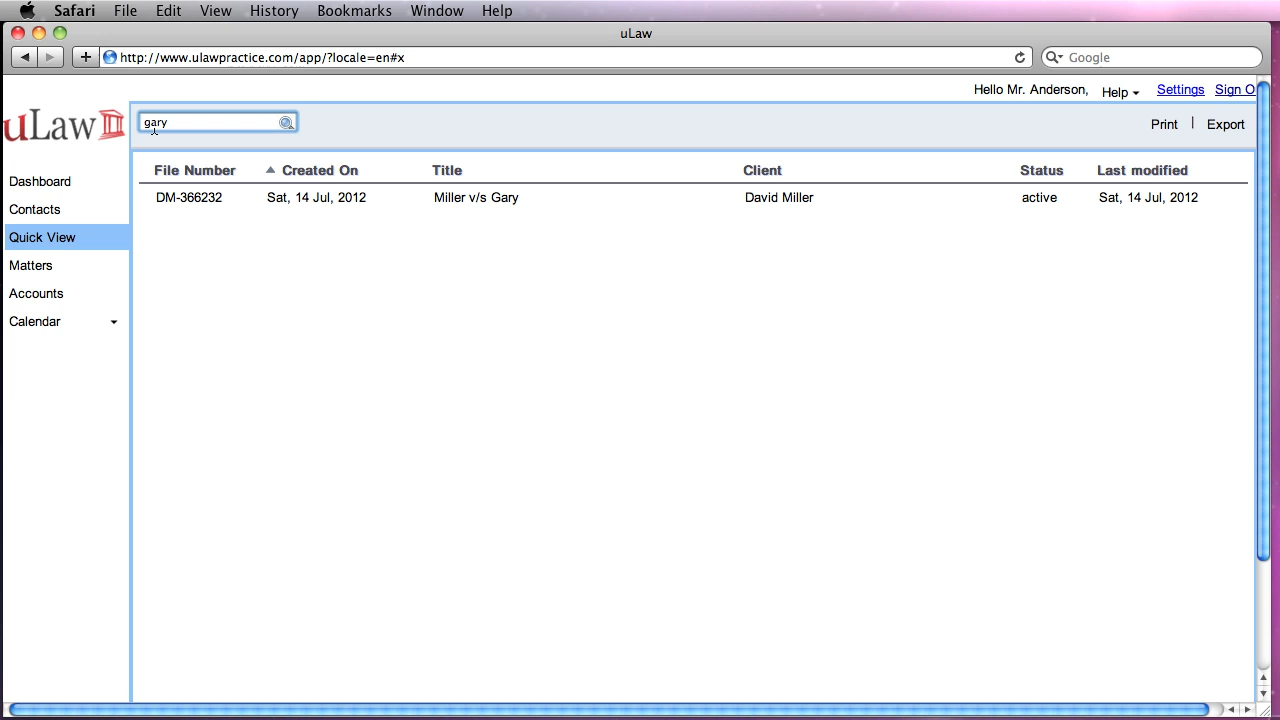 Safari File Edit View History Bookmarks Window Help
uLaw
http://www.ulawpractice.com/app/?locale=en#x
Google
Hello Mr. Anderson, Help Settings Sign O
uLaw
gary
Print | Export
File Number Created On Title Client Status Last modified
DM-366232 Sat, 14 Jul, 2012 Miller v/s Gary David Miller active Sat, 14 Jul, 2012
Dashboard
Contacts
Quick View
Matters
Accounts
Calendar